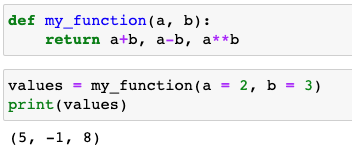 def my_function(a, b):
    return a+b, a-b, a**b
values = my_function(a = 2, b = 3)
print(values)
(5, -1, 8)